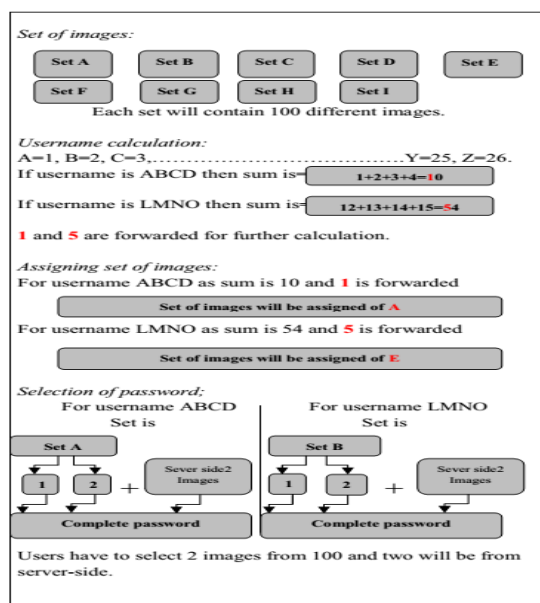 Set of images:
Set A Set B Set C Set D Set E
Set F Set G Set H Set I
Each set will contain 100 different images.
Username calculation:
A=1, B=2, C=3,…………………………………Y=25, Z=26.
If username is ABCD then sum is= 1+2+3+4=10
If username is LMNO then sum is= 12+13+14+15=54
1 and 5 are forwarded for further calculation.
Assigning set of images:
For username ABCD as sum is 10 and 1 is forwarded
Set of images will be assigned of A
For username LMNO as sum is 54 and 5 is forwarded
Set of images will be assigned of E
Selection of password;
For username ABCD For username LMNO
Set is Set is
Set A Set B
Sever side2 Sever side2
1 2 + Images 1 2 + Images
Complete password Complete password
Users have to select 2 images from 100 and two will be from
server-side.